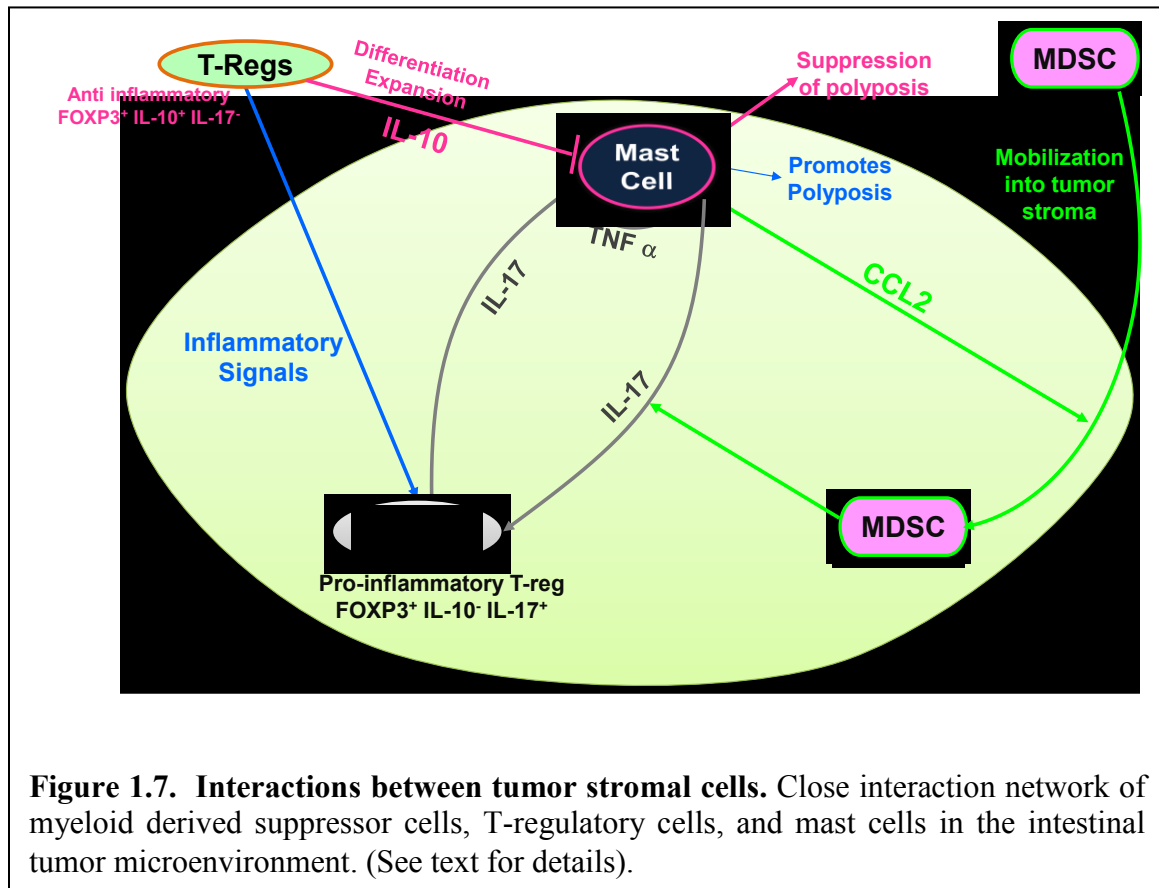 T-Regs
Anti inflammatory
FOXP3⁺ IL-10⁺ IL-17⁻
Differentiation
Expansion
IL-10
Mast
Cell
TNF α
Suppression
of polyposis
Promotes
Polyposis
MDSC
Mobilization
into tumor
stroma
CCL2
IL-17
IL-17
Inflammatory
Signals
MDSC
Pro-inflammatory T-reg
FOXP3⁺ IL-10⁻ IL-17⁺
Figure 1.7. Interactions between tumor stromal cells. Close interaction network of
myeloid derived suppressor cells, T-regulatory cells, and mast cells in the intestinal
tumor microenvironment. (See text for details).